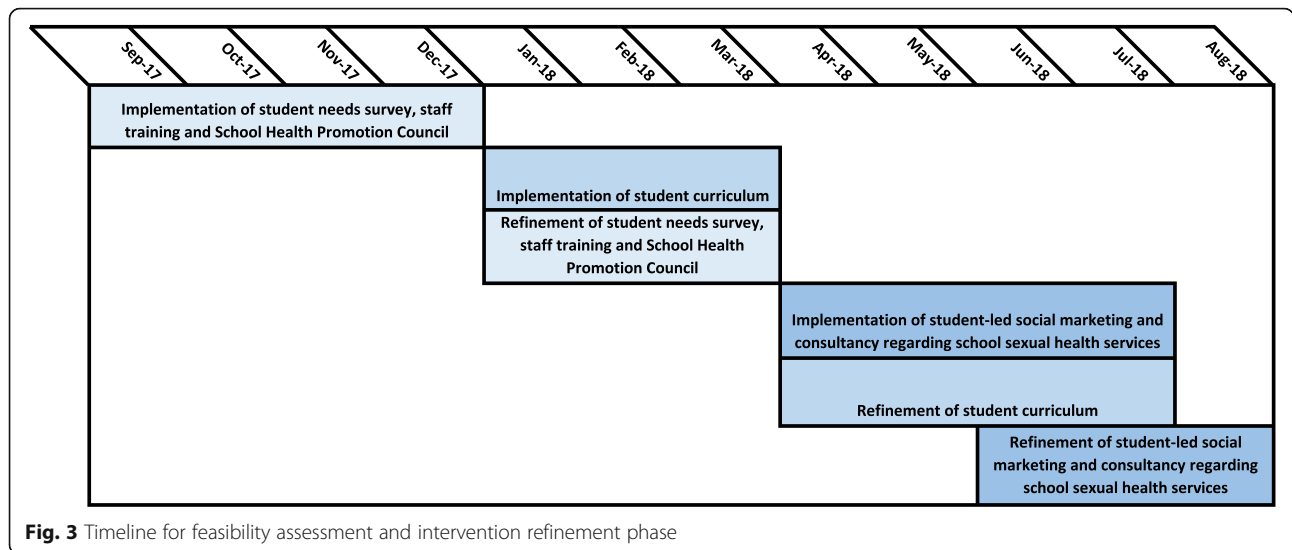 Sep-17
Oct-17
Nov-17
Dec-17
Jan-18
Feb-18
Mar-18
Apr-18
May-18
Jun-18
Jul-18
Aug-18
Implementation of student needs survey, staff
training and School Health Promotion Council
Implementation of student curriculum
Refinement of student needs survey,
staff training and School Health
Promotion Council
Implementation of student-led social marketing and
consultancy regarding school sexual health services
Refinement of student curriculum
Refinement of student-led social
marketing and consultancy regarding
school sexual health services
Fig. 3 Timeline for feasibility assessment and intervention refinement phase